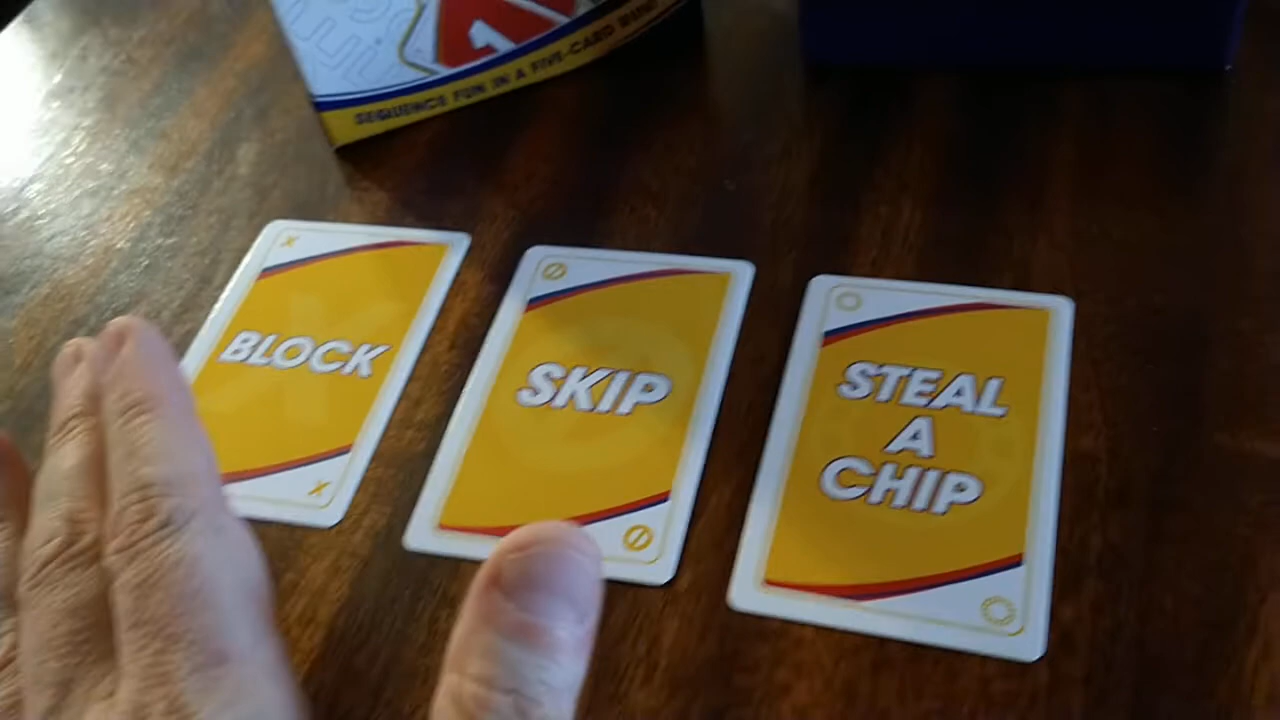 SEQUENCE FUN IN A FIVE-CARD RUN!
BLOCK
SKIP
STEAL
A
CHIP